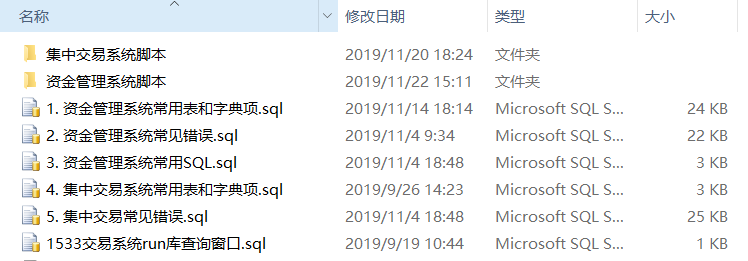 名称 修改日期 类型 大小
集中交易系统脚本 2019/11/20 18:24 文件夹
资金管理系统脚本 2019/11/22 15:11 文件夹
1. 资金管理系统常用表和字典项.sql 2019/11/14 18:14 Microsoft SQL S... 24 KB
2. 资金管理系统常见错误.sql 2019/11/4 9:34 Microsoft SQL S... 22 KB
3. 资金管理系统常用SQL.sql 2019/11/4 18:48 Microsoft SQL S... 3 KB
4. 集中交易系统常用表和字典项.sql 2019/9/26 14:23 Microsoft SQL S... 3 KB
5. 集中交易常见错误.sql 2019/11/4 18:48 Microsoft SQL S... 25 KB
1533交易系统run库查询窗口.sql 2019/9/19 10:44 Microsoft SQL S... 1 KB